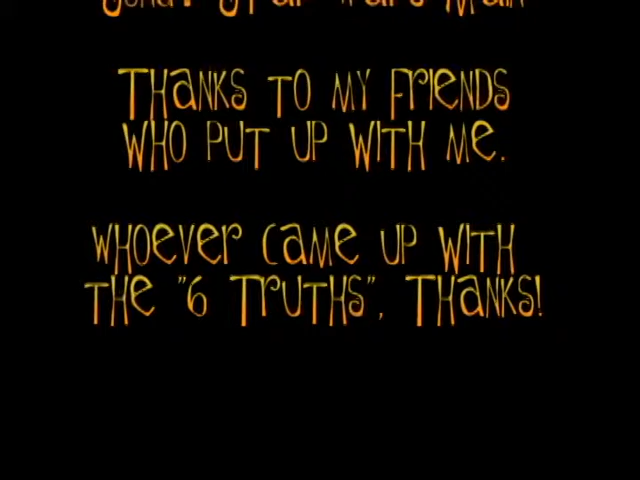 THANKS TO MY FRIENDS
WHO PUT UP WITH ME.
WHOEVER CAME UP WITH
THE "6 TRUTHS", THANKS!